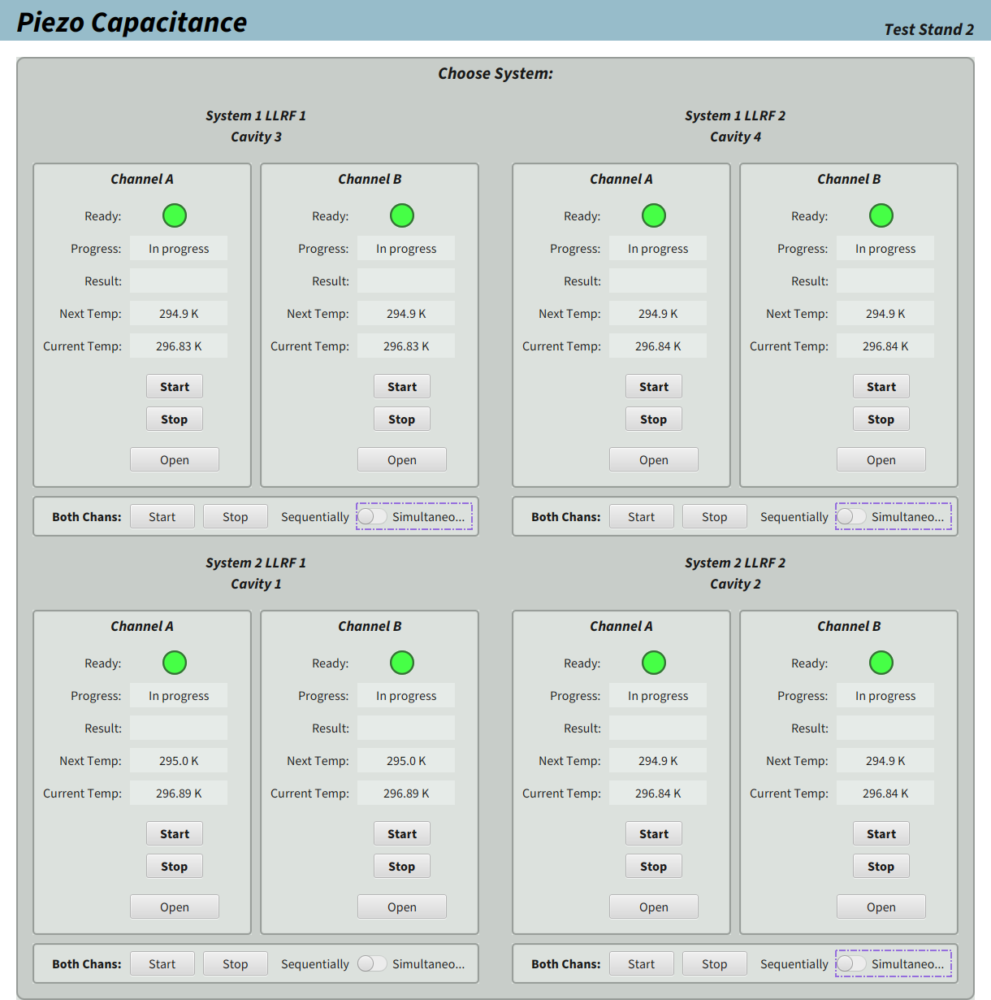 Piezo Capacitance
Test Stand 2
Choose System:
System 1 LLRF 1
Cavity 3
Channel A
Ready:
Progress: In progress
Result:
Next Temp: 294.9 K
Current Temp: 296.83 K
Start
Stop
Open
Channel B
Ready:
Progress: In progress
Result:
Next Temp: 294.9 K
Current Temp: 296.83 K
Start
Stop
Open
Both Chans: Start Stop Sequentially Simultaneo...
System 1 LLRF 2
Cavity 4
Channel A
Ready:
Progress: In progress
Result:
Next Temp: 294.9 K
Current Temp: 296.84 K
Start
Stop
Open
Channel B
Ready:
Progress: In progress
Result:
Next Temp: 294.9 K
Current Temp: 296.84 K
Start
Stop
Open
Both Chans: Start Stop Sequentially Simultaneo...
System 2 LLRF 1
Cavity 1
Channel A
Ready:
Progress: In progress
Result:
Next Temp: 295.0 K
Current Temp: 296.89 K
Start
Stop
Open
Channel B
Ready:
Progress: In progress
Result:
Next Temp: 295.0 K
Current Temp: 296.89 K
Start
Stop
Open
Both Chans: Start Stop Sequentially Simultaneo...
System 2 LLRF 2
Cavity 2
Channel A
Ready:
Progress: In progress
Result:
Next Temp: 294.9 K
Current Temp: 296.84 K
Start
Stop
Open
Channel B
Ready:
Progress: In progress
Result:
Next Temp: 294.9 K
Current Temp: 296.84 K
Start
Stop
Open
Both Chans: Start Stop Sequentially Simultaneo...